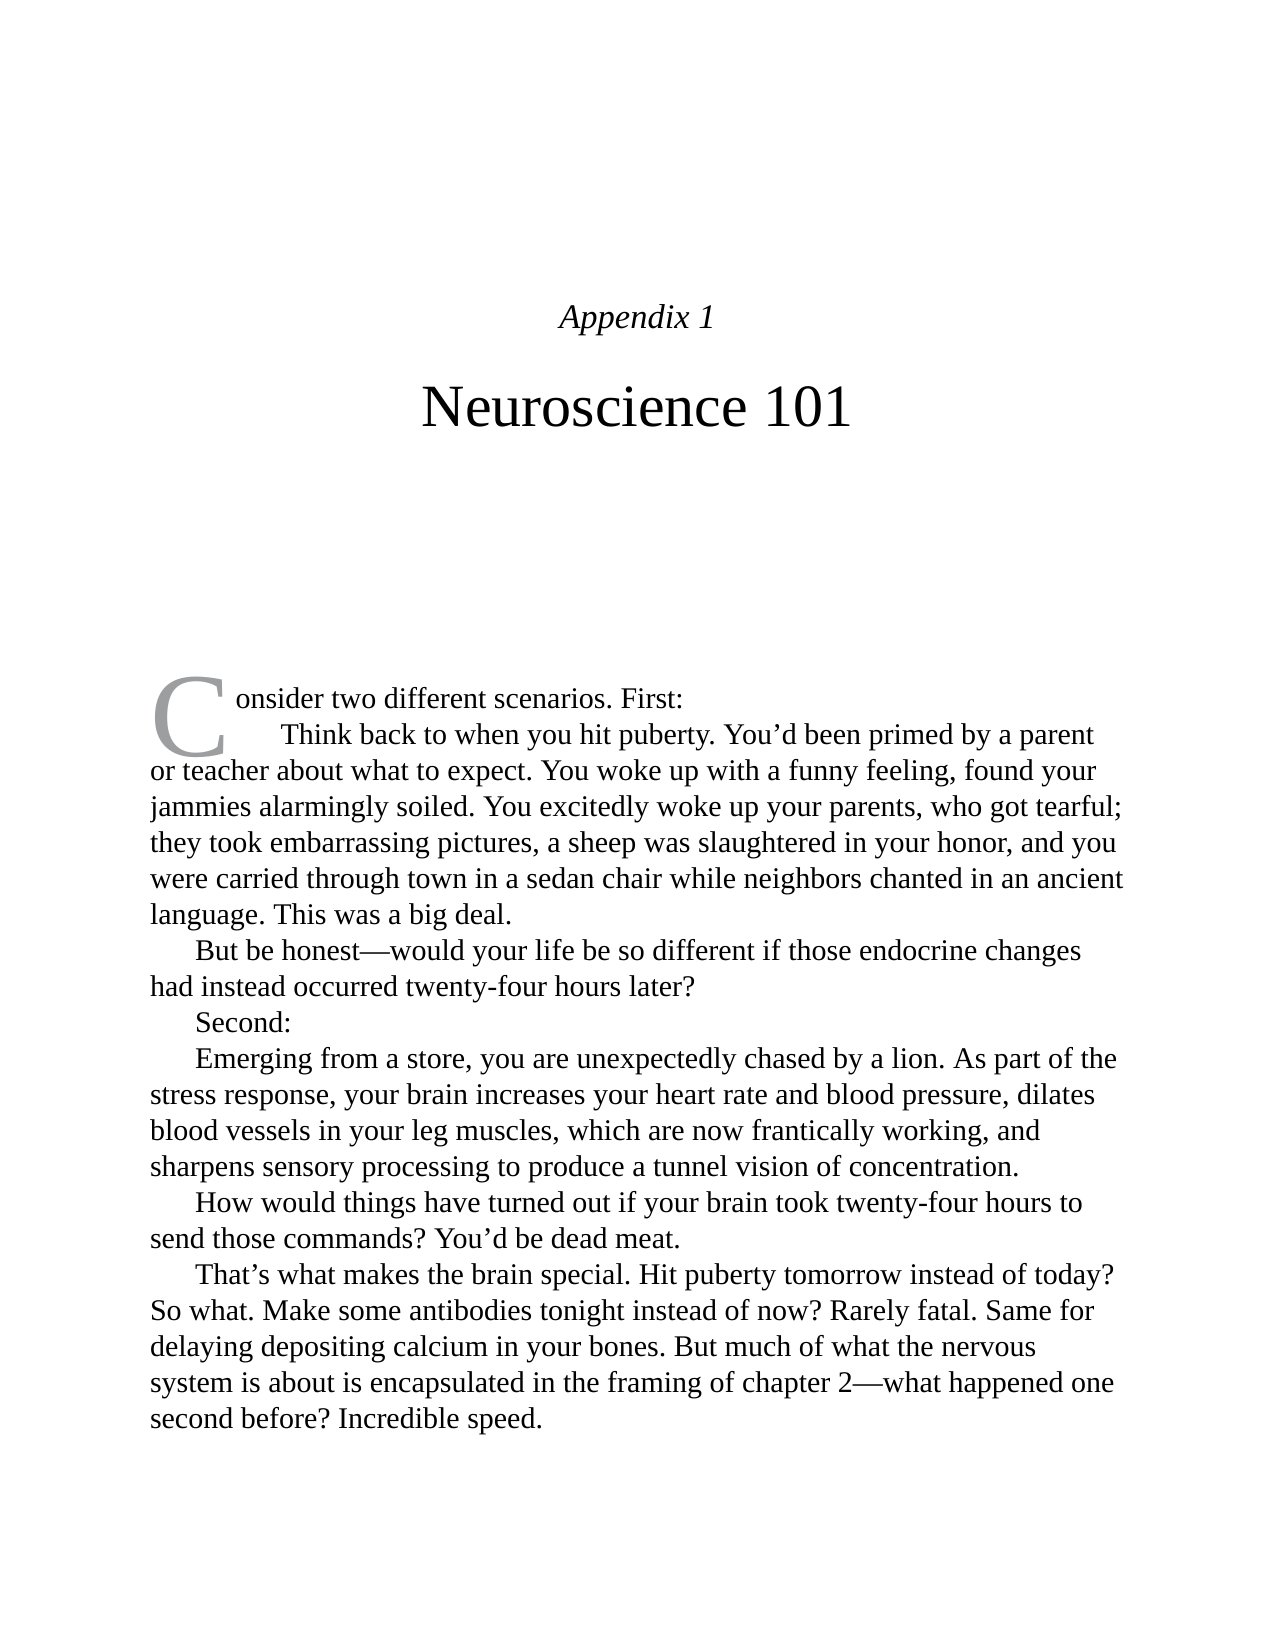 Appendix 1
Neuroscience 101
Consider two different scenarios. First:
Think back to when you hit puberty. You’d been primed by a parent
or teacher about what to expect. You woke up with a funny feeling, found your
jammies alarmingly soiled. You excitedly woke up your parents, who got tearful;
they took embarrassing pictures, a sheep was slaughtered in your honor, and you
were carried through town in a sedan chair while neighbors chanted in an ancient
language. This was a big deal.
But be honest—would your life be so different if those endocrine changes
had instead occurred twenty-four hours later?
Second:
Emerging from a store, you are unexpectedly chased by a lion. As part of the
stress response, your brain increases your heart rate and blood pressure, dilates
blood vessels in your leg muscles, which are now frantically working, and
sharpens sensory processing to produce a tunnel vision of concentration.
How would things have turned out if your brain took twenty-four hours to
send those commands? You’d be dead meat.
That’s what makes the brain special. Hit puberty tomorrow instead of today?
So what. Make some antibodies tonight instead of now? Rarely fatal. Same for
delaying depositing calcium in your bones. But much of what the nervous
system is about is encapsulated in the framing of chapter 2—what happened one
second before? Incredible speed.